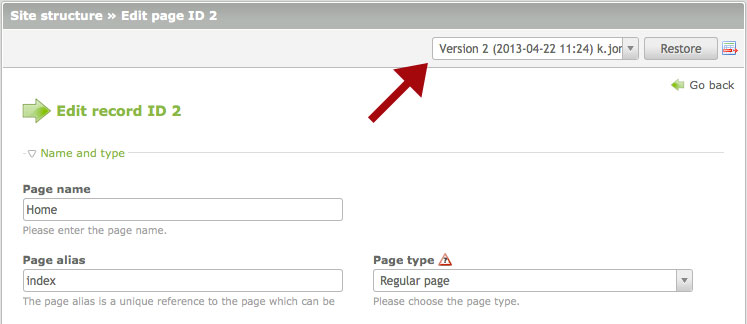 Site structure » Edit page ID 2
Version 2 (2013-04-22 11:24) k.jor
Restore
Go back
Edit record ID 2
Name and type
Page name
Home
Please enter the page name.
Page alias
Page type
index
Regular page
The page alias is a unique reference to the page which can be
Please choose the page type.